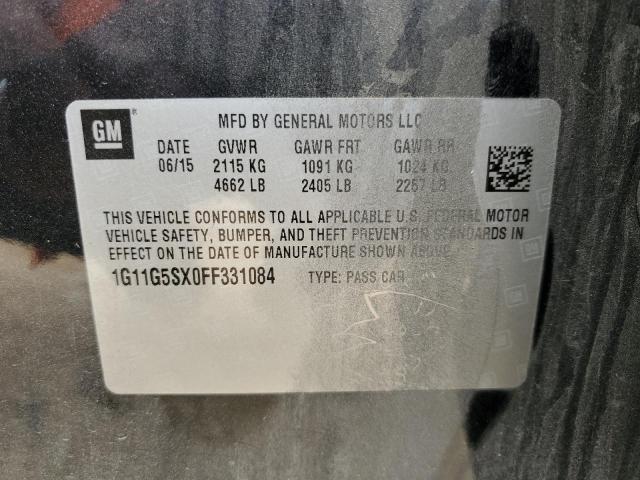 GM
MFD BY GENERAL MOTORS LLC
DATE GVWR GAWR FRT GAWR RR
06/15 2115 KG 1091 KG 1024 KG
4662 LB 2405 LB 2257 LB
THIS VEHICLE CONFORMS TO ALL APPLICABLE U.S. FEDERAL MOTOR
VEHICLE SAFETY, BUMPER, AND THEFT PREVENTION STANDARDS IN
EFFECT ON THE DATE OF MANUFACTURE SHOWN ABOVE.
1G11G5SX0FF331084 TYPE: PASS CAR